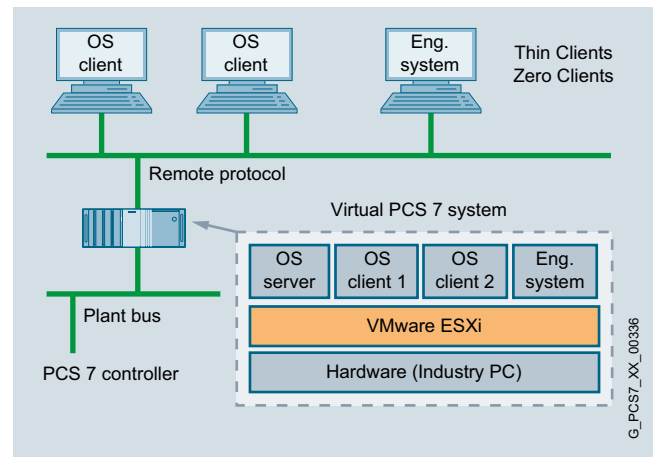 OS
client
OS
client
Eng.
system
Thin Clients
Zero Clients
Remote protocol
Virtual PCS 7 system
OS
server
OS
client 1
OS
client 2
Eng.
system
VMware ESXi
Hardware (Industry PC)
Plant bus
PCS 7 controller
G_PCS7_XX_00336